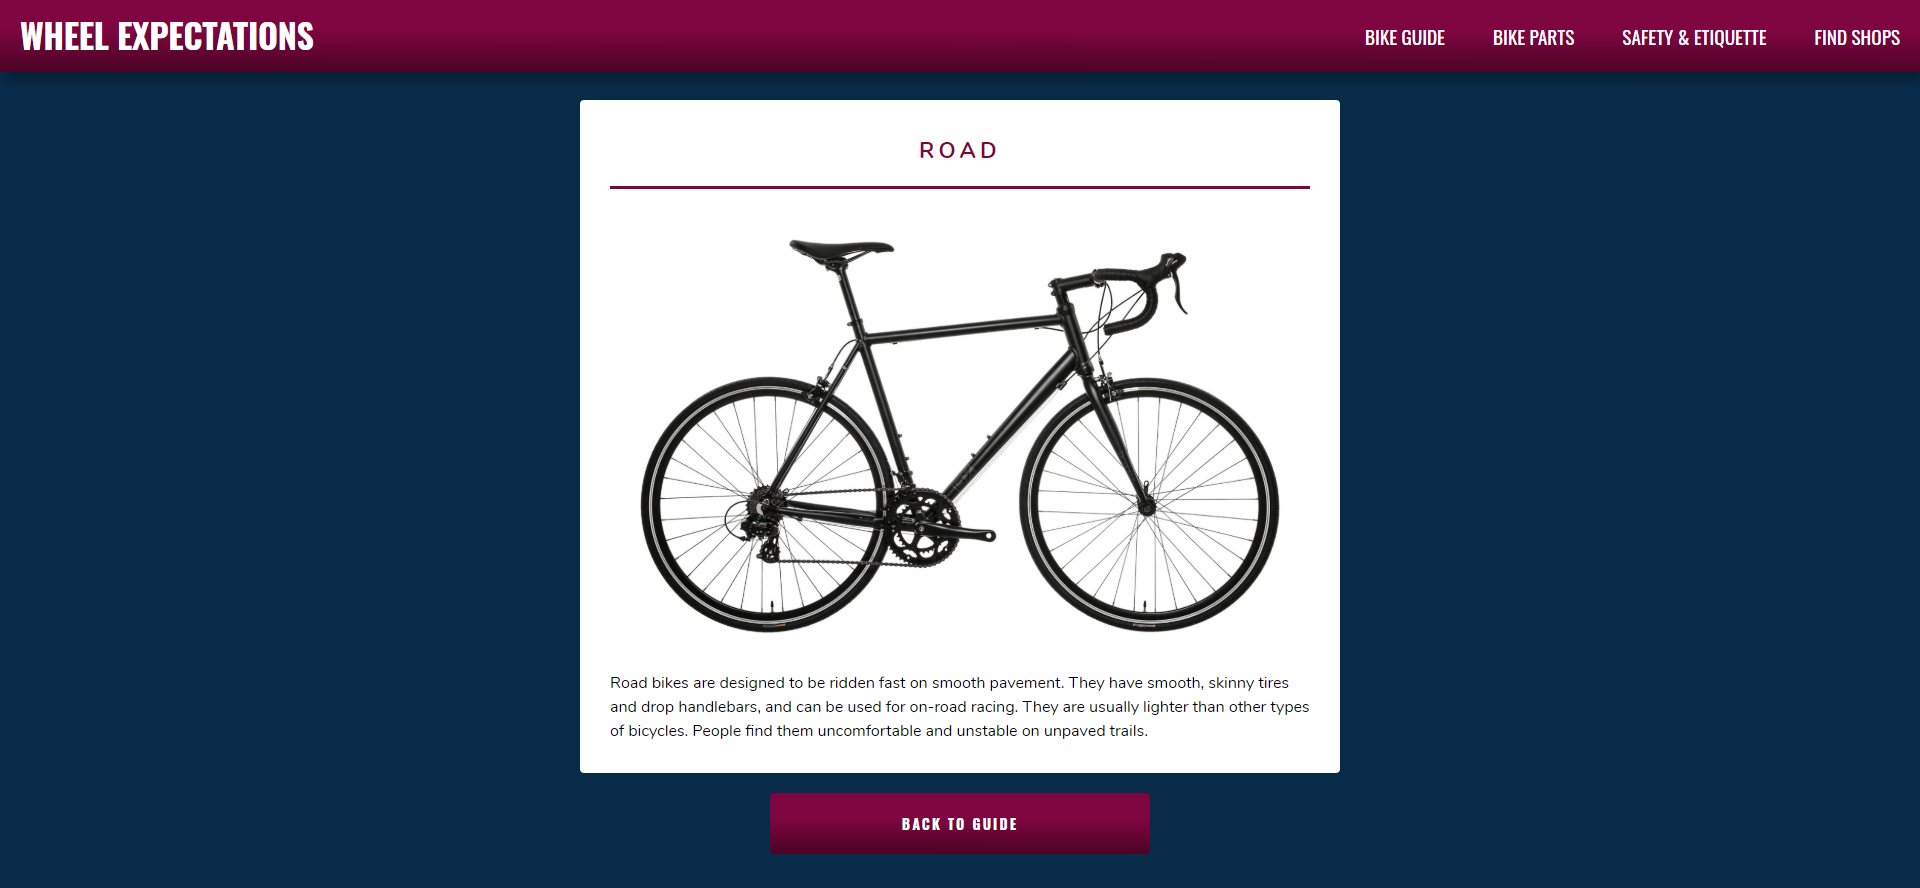 WHEEL EXPECTATIONS
BIKE GUIDE
BIKE PARTS
SAFETY & ETIQUETTE
FIND SHOPS
ROAD
Road bikes are designed to be ridden fast on smooth pavement. They have smooth, skinny tires
and drop handlebars, and can be used for on-road racing. They are usually lighter than other types
of bicycles. People find them uncomfortable and unstable on unpaved trails.
BACK TO GUIDE